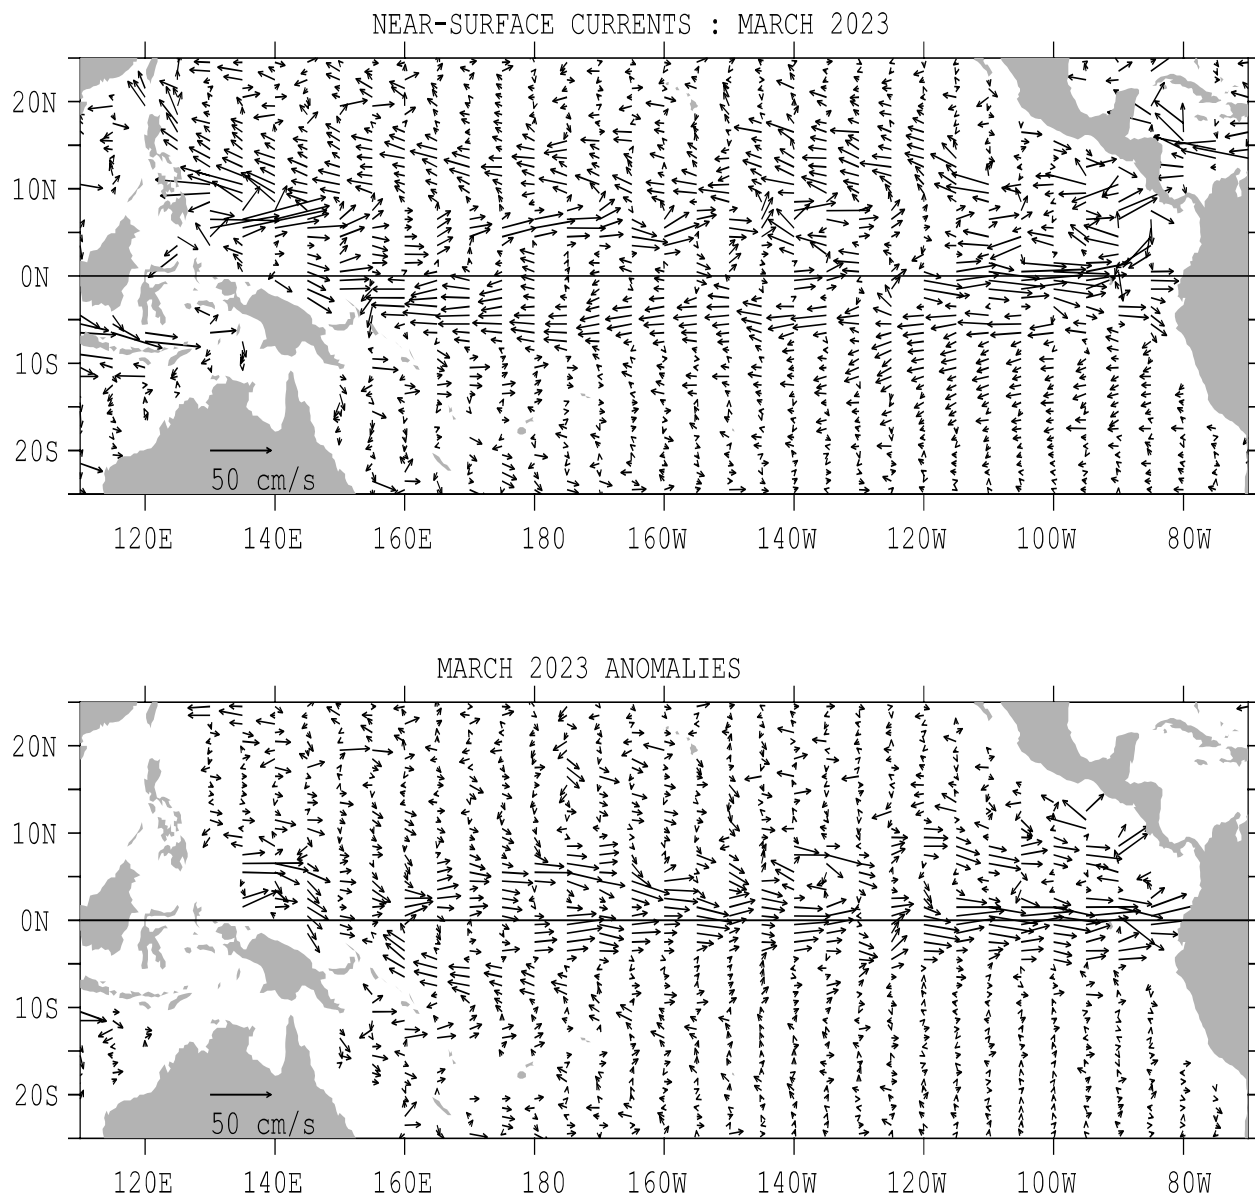 NEAR-SURFACE CURRENTS : MARCH 2023
20N
10N
0N
10S
20S
50 cm/s
120E 140E 160E 180 160W 140W 120W 100W 80W
MARCH 2023 ANOMALIES
20N
10N
0N
10S
20S
50 cm/s
120E 140E 160E 180 160W 140W 120W 100W 80W